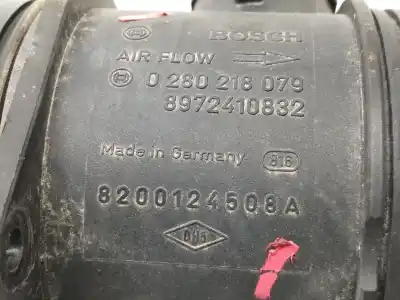 BOSCH
AIR FLOW
0 280 218 079
8972410832
Made in Germany 816
8200124508A